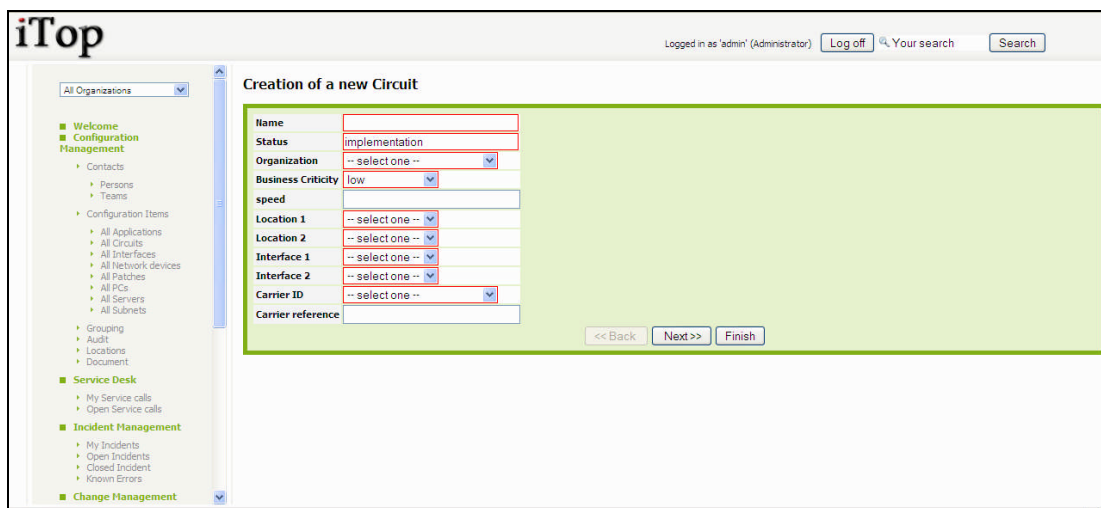 iTop
Logged in as 'admin' (Administrator) Log off Your search Search
All Organizations
Welcome
Configuration
Management
Contacts
Persons
Teams
Configuration Items
All Applications
All Circuits
All Interfaces
All Network devices
All Patches
All PCs
All Servers
All Subnets
Grouping
Audit
Locations
Document
Service Desk
My Service calls
Open Service calls
Incident Management
My Incidents
Open Incidents
Closed Incident
Known Errors
Change Management
Creation of a new Circuit
Name
Status implementation
Organization -- select one --
Business Criticity low
speed
Location 1 -- select one --
Location 2 -- select one --
Interface 1 -- select one --
Interface 2 -- select one --
Carrier ID -- select one --
Carrier reference
<< Back Next >> Finish